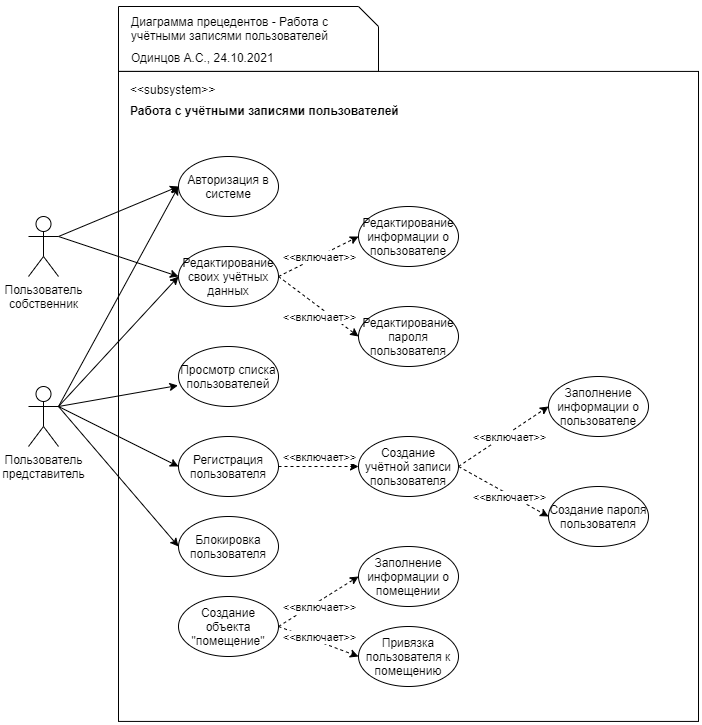 Диаграмма прецедентов - Работа с
учётными записями пользователей
Одинцов А.С., 24.10.2021
<<subsystem>>
Работа с учётными записями пользователей
Авторизация в
системе
Пользователь
собственник
Редактирование
своих учётных
данных
<<включает>>
Редактирование
информации о
пользователе
<<включает>>
Редактирование
пароля
пользователя
Просмотр списка
пользователей
Пользователь
представитель
Регистрация
пользователя
<<включает>>
Создание
учётной записи
пользователя
<<включает>>
Заполнение
информации о
пользователе
<<включает>>
Создание пароля
пользователя
Блокировка
пользователя
Создание
объекта
"помещение"
<<включает>>
Заполнение
информации о
помещении
<<включает>>
Привязка
пользователя к
помещению